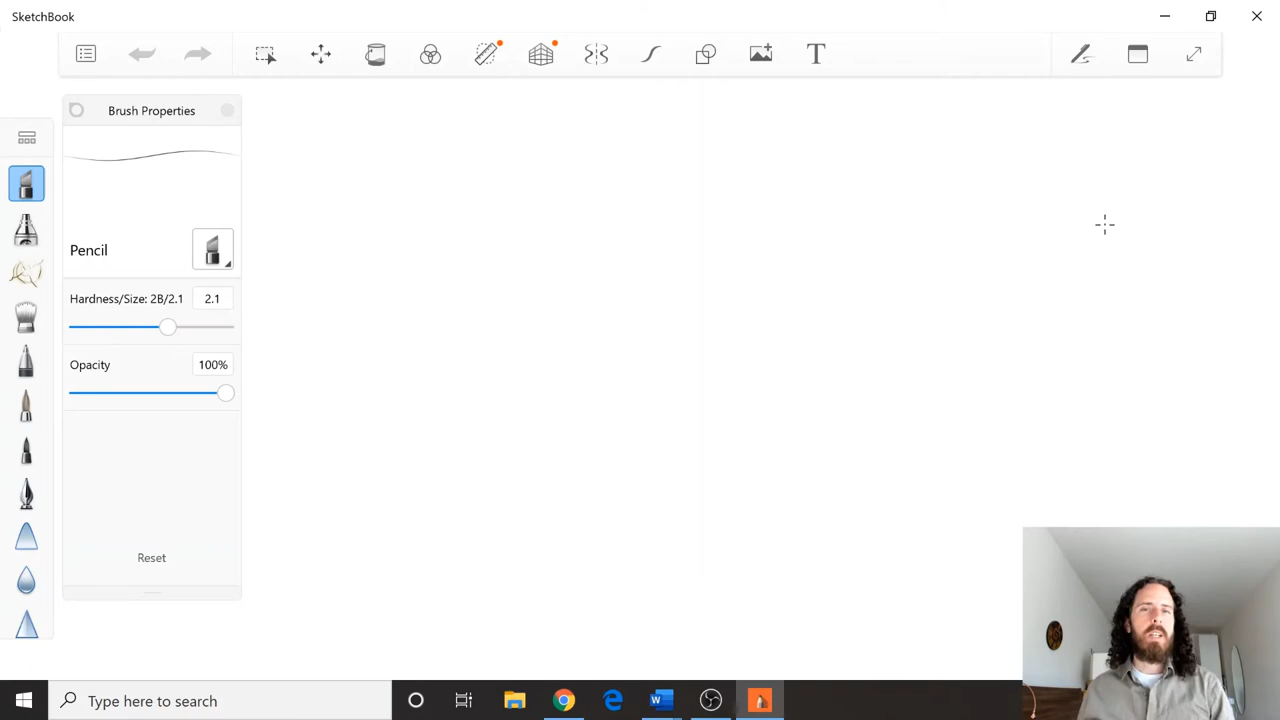 SketchBook
T
Brush Properties
Pencil
Hardness/Size: 2B/2.1 2.1
Opacity 100%
Reset
Type here to search